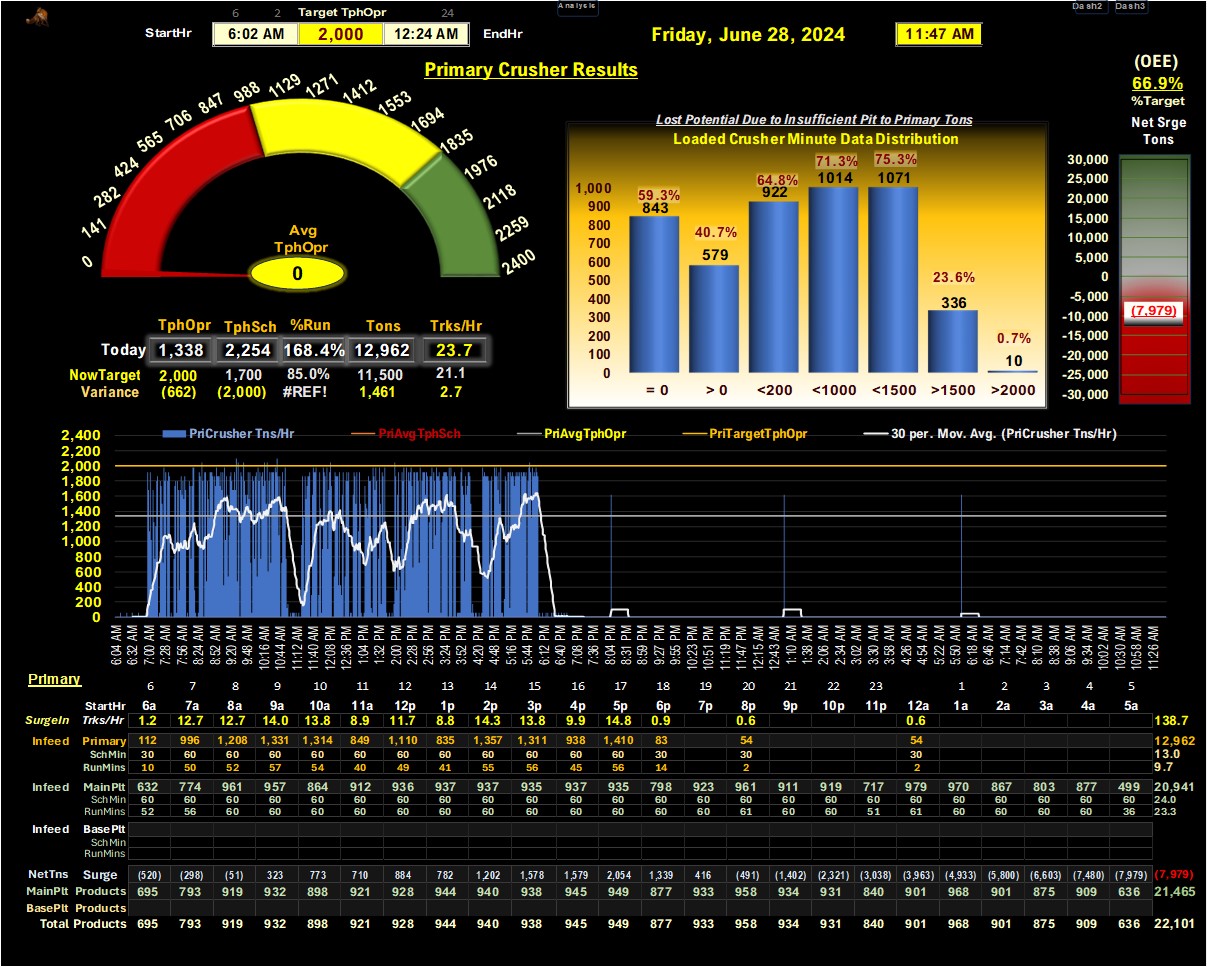 Analysis
Dash2 Dash3
6 2 Target TphOpr 24
StartHr 6:02 AM 2,000 12:24 AM EndHr
Friday, June 28, 2024 11:47 AM
Primary Crusher Results
(OEE)
66.9%
%Target
Net Srge
Tons
0 141 282 424 565 706 847 988 1129 1271 1412 1553 1694 1835 1976 2118 2259 2400
Avg
TphOpr
0
Lost Potential Due to Insufficient Pit to Primary Tons
Loaded Crusher Minute Data Distribution
1,000
900
800
700
600
500
400
300
200
100
0
59.3% 40.7% 64.8% 71.3% 75.3% 23.6% 0.7%
843 579 922 1014 1071 336 10
= 0 > 0 <200 <1000 <1500 >1500 >2000
30,000
25,000
20,000
15,000
10,000
5,000
0
-5,000
-10,000
-15,000
-20,000
-25,000
-30,000
(7,979)
TphOpr TphSch %Run Tons Trks/Hr
Today 1,338 2,254 168.4% 12,962 23.7
NowTarget 2,000 1,700 85.0% 11,500 21.1
Variance (662) (2,000) #REF! 1,461 2.7
PriCrusher Tns/Hr PriAvgTphSch PriAvgTphOpr PriTargetTphOpr 30 per. Mov. Avg. (PriCrusher Tns/Hr)
2,400
2,200
2,000
1,800
1,600
1,400
1,200
1,000
800
600
400
200
0
6:04 AM 6:32 AM 7:00 AM 7:28 AM 7:56 AM 8:24 AM 8:52 AM 9:20 AM 9:48 AM 10:16 AM 10:44 AM 11:12 AM 11:40 AM 12:08 PM 12:36 PM 1:04 PM 1:32 PM 2:00 PM 2:28 PM 2:56 PM 3:24 PM 3:52 PM 4:20 PM 4:48 PM 5:16 PM 5:44 PM 6:12 PM 6:40 PM 7:08 PM 7:36 PM 8:04 PM 8:31 PM 8:59 PM 9:27 PM 9:55 PM 10:23 PM 10:51 PM 11:19 PM 11:47 PM 12:15 AM 12:43 AM 1:10 AM 1:38 AM 2:06 AM 2:34 AM 3:02 AM 3:30 AM 3:58 AM 4:26 AM 4:54 AM 5:22 AM 5:50 AM 6:18 AM 6:46 AM 7:14 AM 7:42 AM 8:10 AM 8:38 AM 9:06 AM 9:34 AM 10:02 AM 10:30 AM 10:58 AM 11:26 AM
Primary
6 7 8 9 10 11 12 13 14 15 16 17 18 19 20 21 22 23 1 2 3 4 5
StartHr 6a 7a 8a 9a 10a 11a 12p 1p 2p 3p 4p 5p 6p 7p 8p 9p 10p 11p 12a 1a 2a 3a 4a 5a
SurgeIn Trks/Hr 1.2 12.7 12.7 14.0 13.8 8.9 11.7 8.8 14.3 13.8 9.9 14.8 0.9 0.6 0.6 138.7
Infeed Primary 112 996 1,208 1,331 1,314 849 1,110 835 1,357 1,311 938 1,410 83 54 54 12,962
SchMin 30 60 60 60 60 60 60 60 60 60 60 60 30 30 30 13.0
RunMins 10 50 52 57 54 40 49 41 55 56 45 56 14 2 2 9.7
Infeed MainPlt 632 774 961 957 864 912 936 937 937 935 937 935 798 923 961 911 919 717 979 970 867 803 877 499 20,941
SchMin 60 60 60 60 60 60 60 60 60 60 60 60 60 60 60 60 60 60 60 60 60 60 60 60 24.0
RunMins 52 56 60 60 60 60 60 60 60 60 60 60 60 60 61 60 60 51 61 60 60 60 60 36 23.3
Infeed BasePlt
SchMin
RunMins
NetTns Surge (520) (298) (51) 323 773 710 884 782 1,202 1,578 1,579 2,054 1,339 416 (491) (1,402) (2,321) (3,038) (3,963) (4,933) (5,800) (6,603) (7,480) (7,979) (7,979)
MainPlt Products 695 793 919 932 898 921 928 944 940 938 945 949 877 933 958 934 931 840 901 968 901 875 909 636 21,465
BasePlt Products
Total Products 695 793 919 932 898 921 928 944 940 938 945 949 877 933 958 934 931 840 901 968 901 875 909 636 22,101